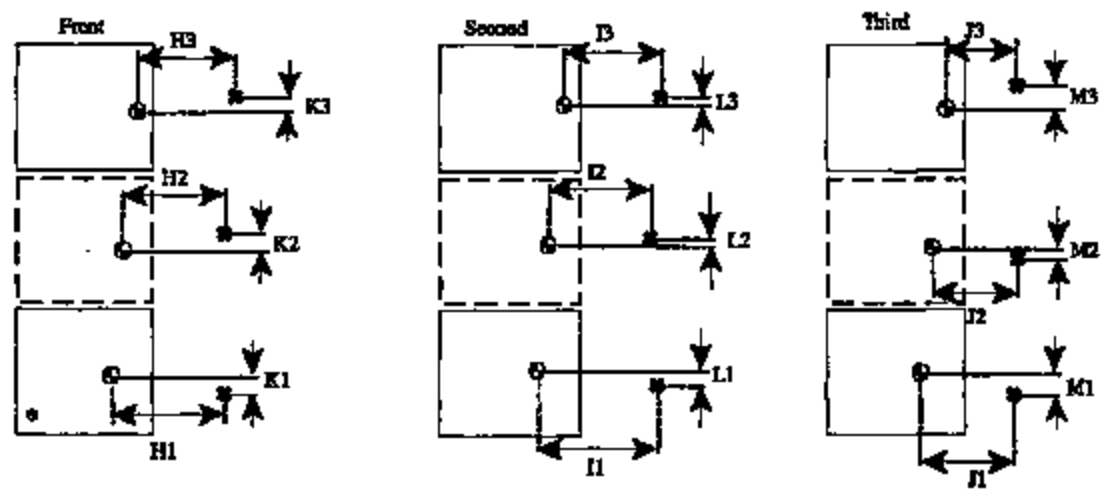 Front
Second
Third
H3
I3
J3
K3
L3
M3
H2
I2
K2
L2
M2
J2
K1
L1
M1
H1
I1
J1